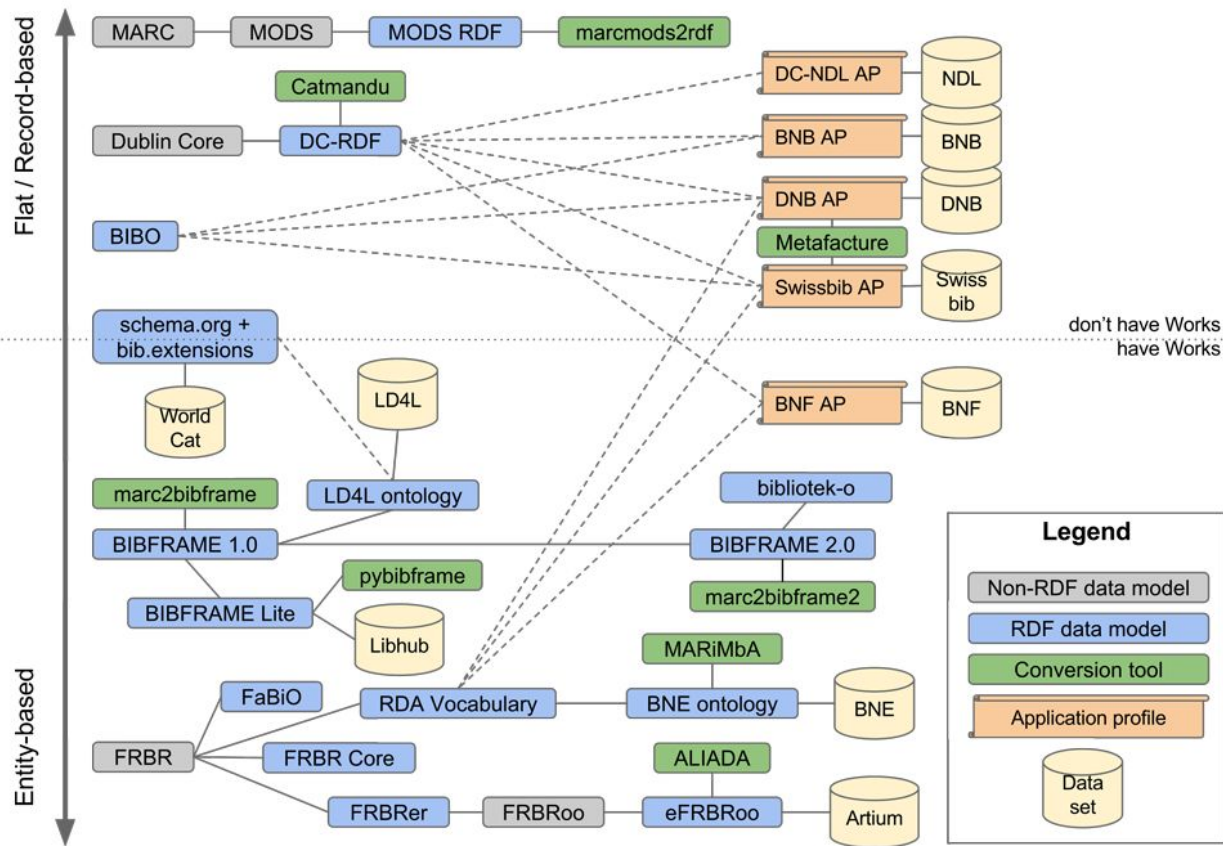 Flat / Record-based
Entity-based
MARC
MODS
MODS RDF
marcmods2rdf
Catmandu
Dublin Core
DC-RDF
BIBO
DC-NDL AP
NDL
BNB AP
BNB
DNB AP
DNB
Metafacture
Swissbib AP
Swiss
bib
schema.org +
bib.extensions
don't have Works
have Works
World
Cat
LD4L
BNF AP
BNF
marc2bibframe
LD4L ontology
bibliotek-o
BIBFRAME 1.0
BIBFRAME 2.0
pybibframe
marc2bibframe2
BIBFRAME Lite
Libhub
MARiMbA
FaBiO
RDA Vocabulary
BNE ontology
BNE
FRBR
FRBR Core
ALIADA
FRBRer
FRBRoo
eFRBRoo
Artium
Legend
Non-RDF data model
RDF data model
Conversion tool
Application profile
Data
set